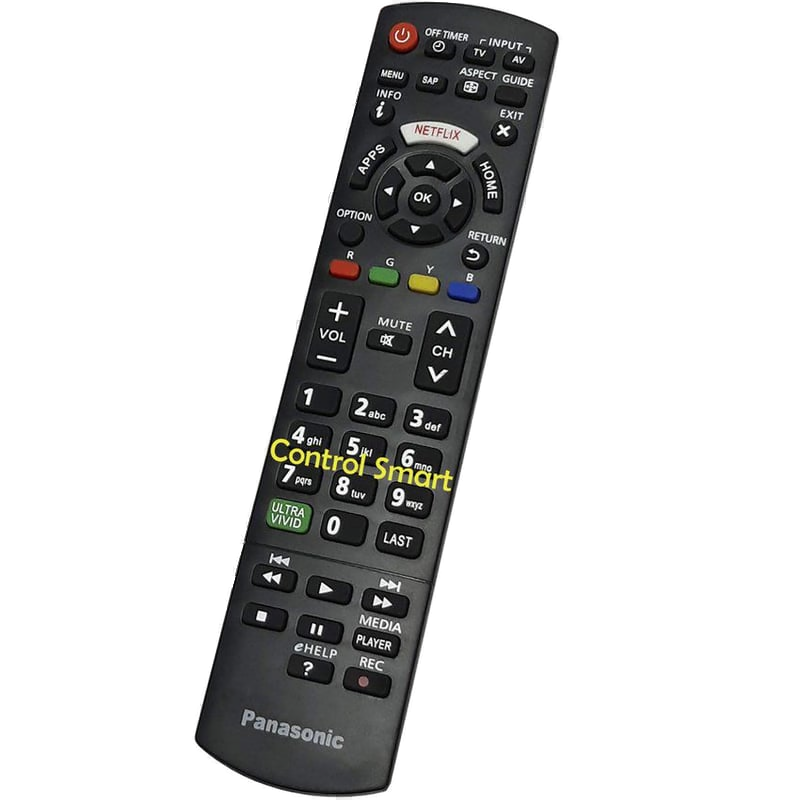 OFF TIMER INPUT
TV AV
MENU SAP ASPECT GUIDE
INFO EXIT
i
NETFLIX
APPS HOME
OK
OPTION RETURN
R G Y B
+ MUTE
VOL CH
−
1 2abc 3def
4ghi 5jkl 6mno
Control Smart
7pqrs 8tuv 9wxyz
ULTRA
VIVID 0 LAST
MEDIA
PLAYER
eHELP REC
?
Panasonic